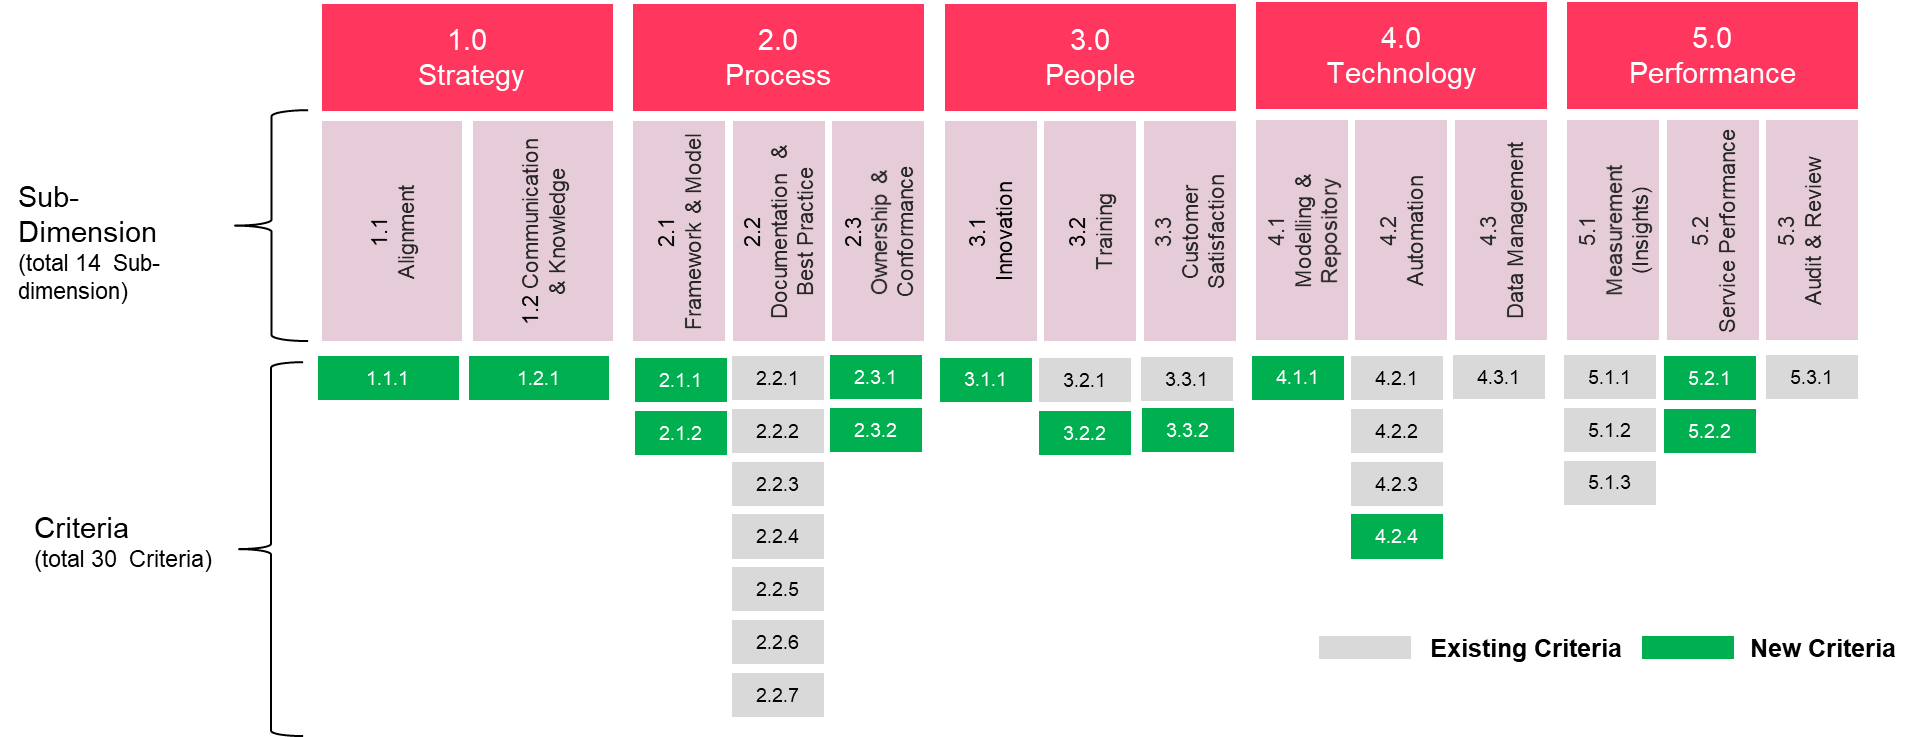 1.0
Strategy
2.0
Process
3.0
People
4.0
Technology
5.0
Performance
Sub-
Dimension
(total 14  Sub-
dimension)
1.1
Alignment
1.2 Communication
& Knowledge
2.1
Framework & Model
2.2
Documentation  &
Best Practice
2.3
Ownership &
Conformance
3.1
Innovation
3.2
Training
3.3
Customer
Satisfaction
4.1
Modelling &
Repository
4.2
Automation
4.3
Data Management
5.1
Measurement
(Insights)
5.2
Service Performance
5.3
Audit & Review
Criteria
(total 30  Criteria)
1.1.1
1.2.1
2.1.1
2.1.2
2.2.1
2.2.2
2.2.3
2.2.4
2.2.5
2.2.6
2.2.7
2.3.1
2.3.2
3.1.1
3.2.1
3.2.2
3.3.1
3.3.2
4.1.1
4.2.1
4.2.2
4.2.3
4.2.4
4.3.1
5.1.1
5.1.2
5.1.3
5.2.1
5.2.2
5.3.1
Existing Criteria
New Criteria